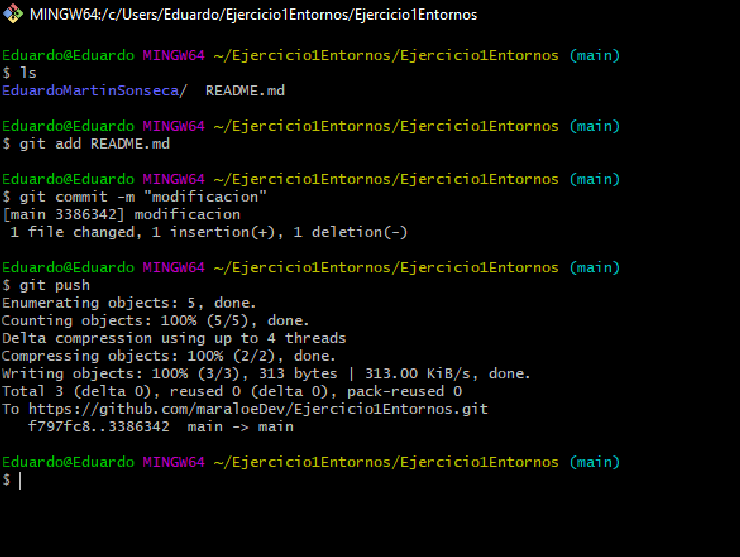 MINGW64:/c/Users/Eduardo/Ejercicio1Entornos/Ejercicio1Entornos
Eduardo@Eduardo MINGW64 ~/Ejercicio1Entornos/Ejercicio1Entornos (main)
$ ls
EduardoMartinSonseca/  README.md
Eduardo@Eduardo MINGW64 ~/Ejercicio1Entornos/Ejercicio1Entornos (main)
$ git add README.md
Eduardo@Eduardo MINGW64 ~/Ejercicio1Entornos/Ejercicio1Entornos (main)
$ git commit -m "modificacion"
[main 3386342] modificacion
 1 file changed, 1 insertion(+), 1 deletion(-)
Eduardo@Eduardo MINGW64 ~/Ejercicio1Entornos/Ejercicio1Entornos (main)
$ git push
Enumerating objects: 5, done.
Counting objects: 100% (5/5), done.
Delta compression using up to 4 threads
Compressing objects: 100% (2/2), done.
Writing objects: 100% (3/3), 313 bytes | 313.00 KiB/s, done.
Total 3 (delta 0), reused 0 (delta 0), pack-reused 0
To https://github.com/maraloeDev/Ejercicio1Entornos.git
   f797fc8..3386342  main -> main
Eduardo@Eduardo MINGW64 ~/Ejercicio1Entornos/Ejercicio1Entornos (main)
$